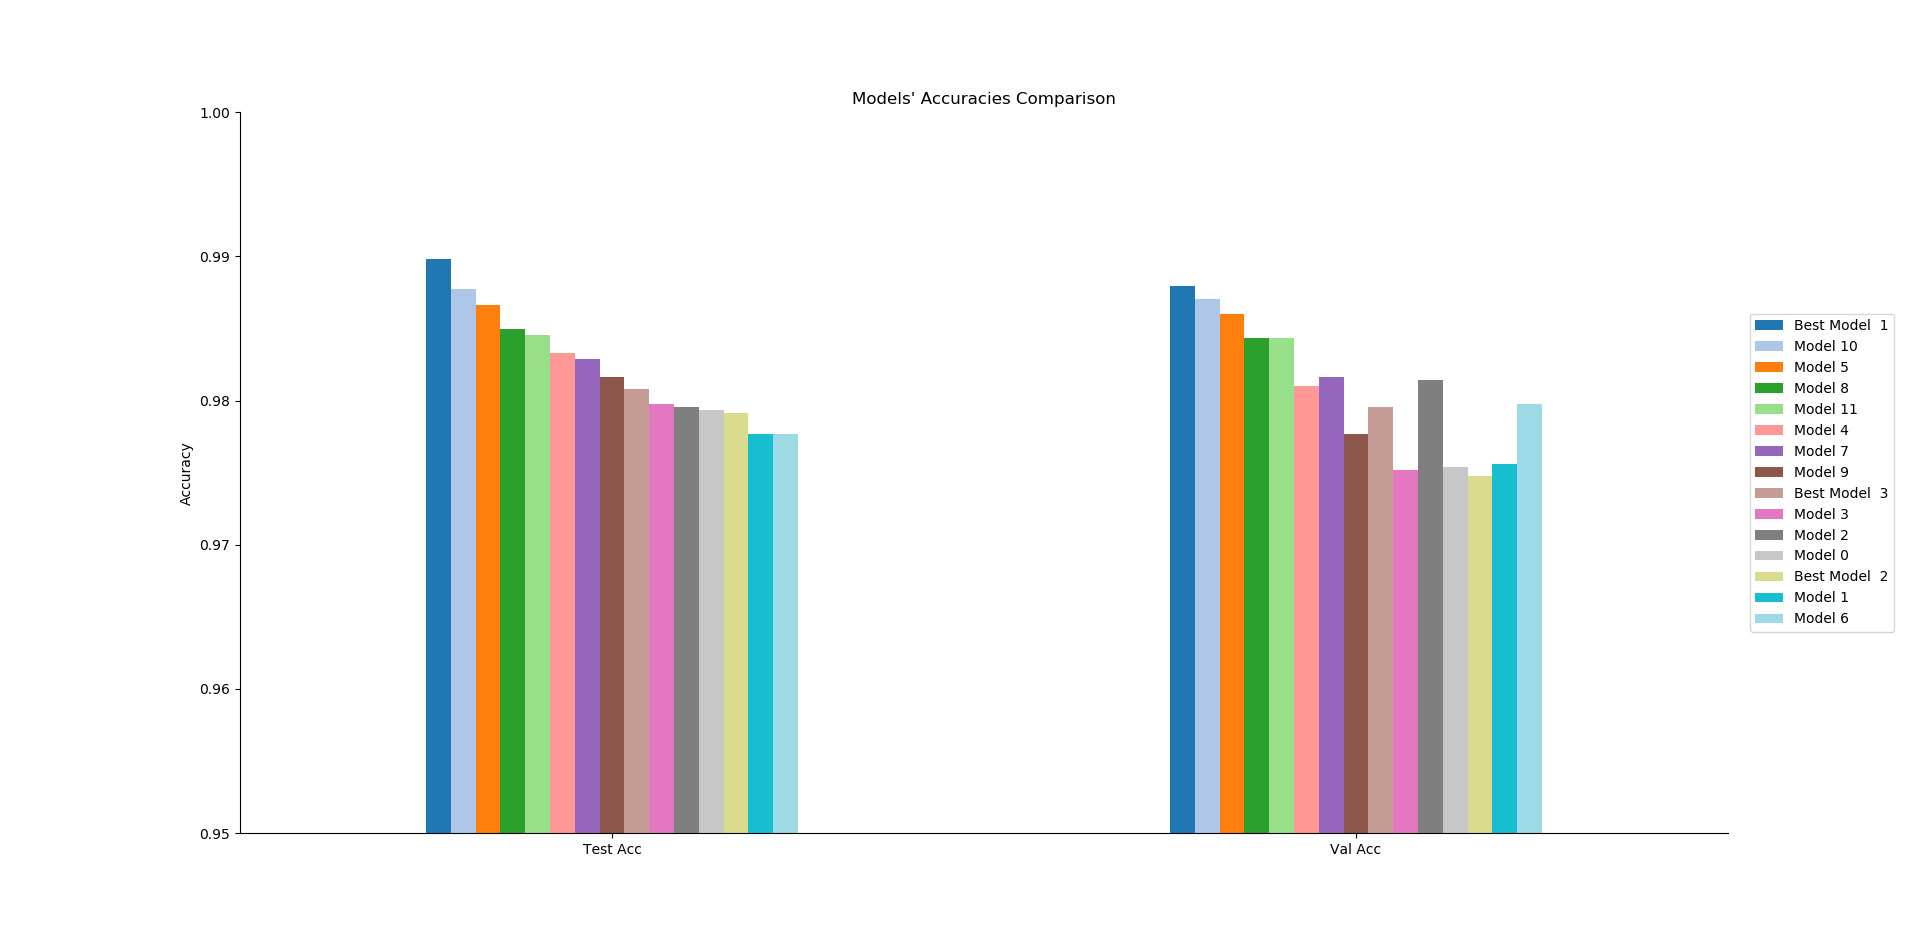 Models' Accuracies Comparison
1.00
0.99
0.98
0.97
0.96
0.95
Accuracy
Test Acc
Val Acc
Best Model  1
Model 10
Model 5
Model 8
Model 11
Model 4
Model 7
Model 9
Best Model  3
Model 3
Model 2
Model 0
Best Model  2
Model 1
Model 6